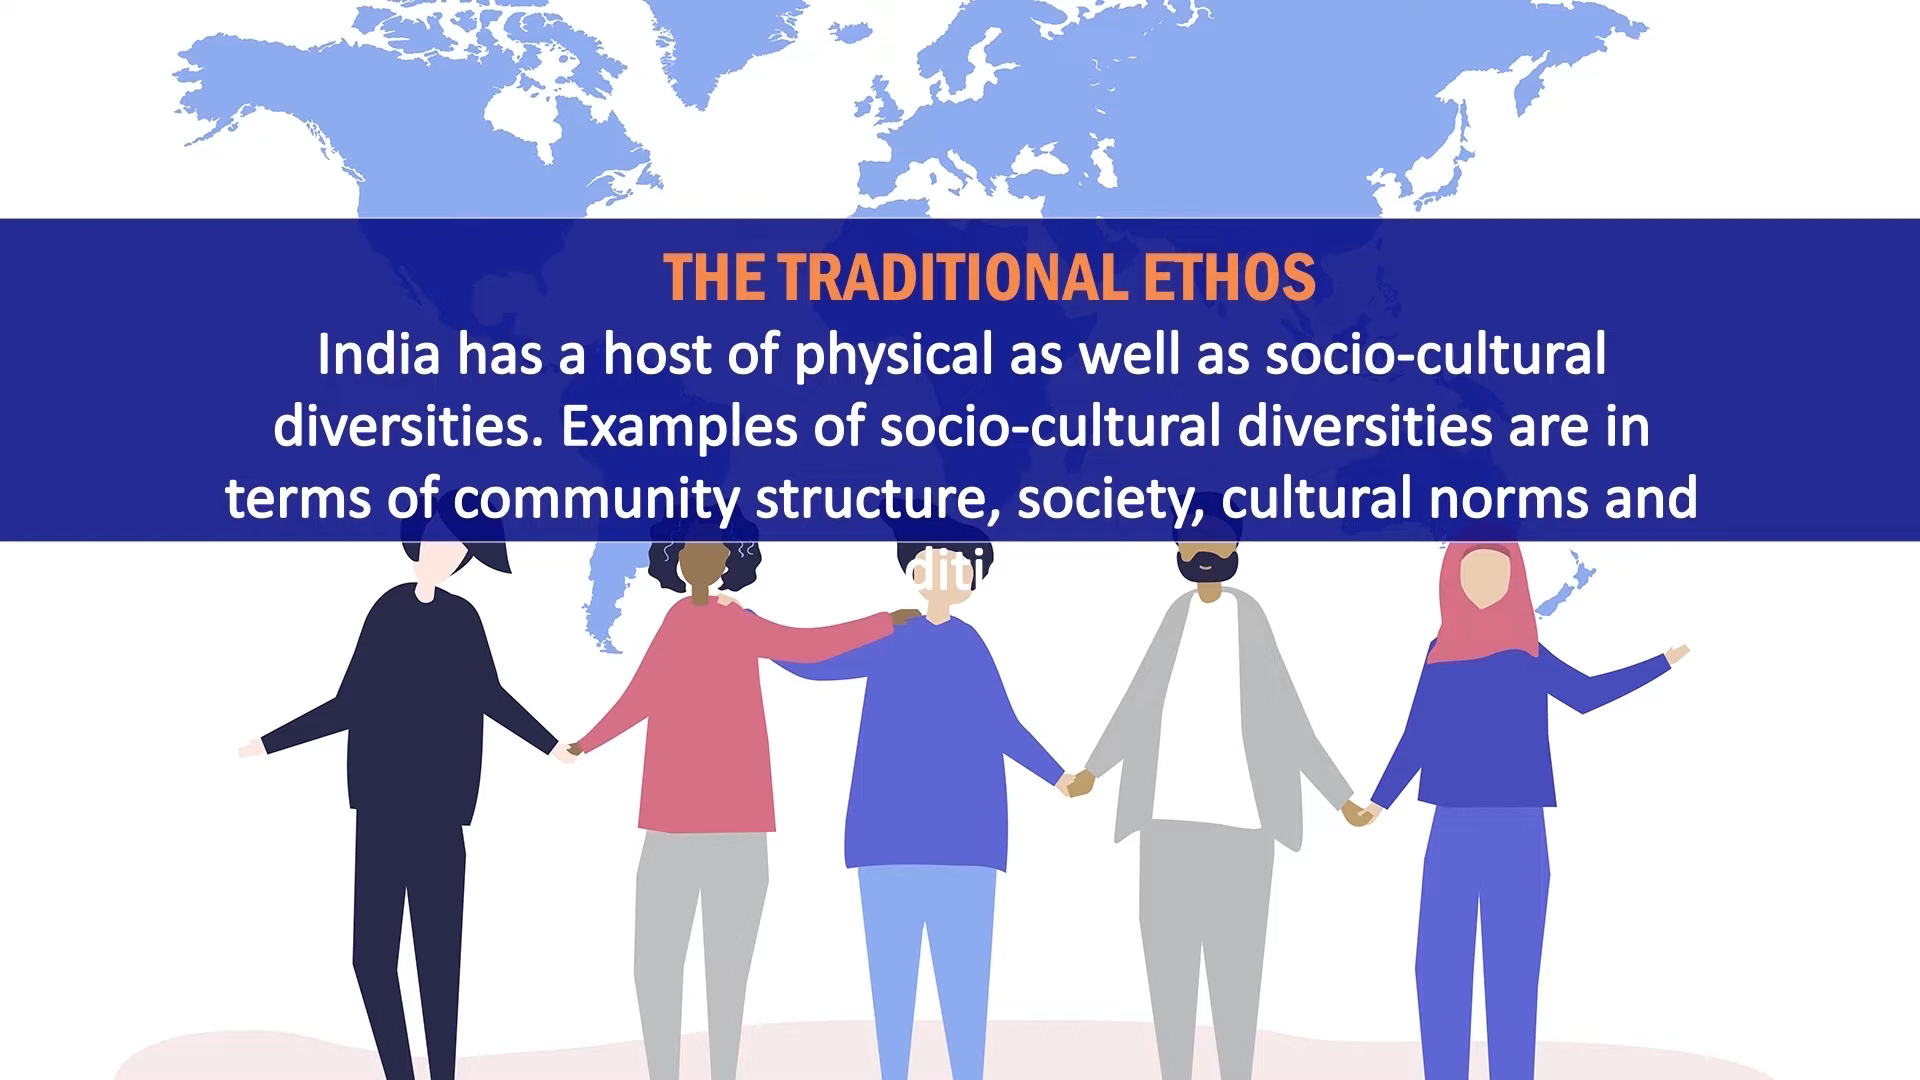 THE TRADITIONAL ETHOS
India has a host of physical as well as socio-cultural
diversities. Examples of socio-cultural diversities are in
terms of community structure, society, cultural norms and